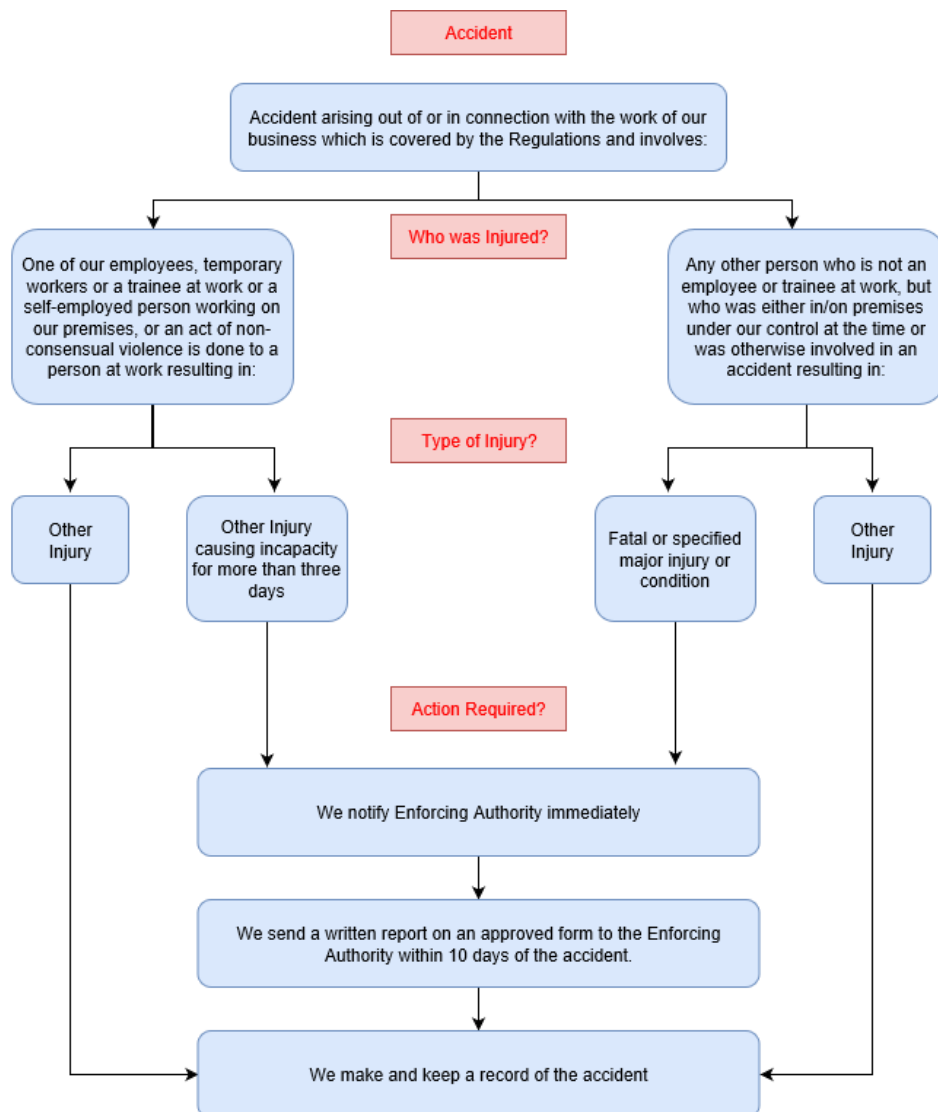 Accident
Accident arising out of or in connection with the work of our
business which is covered by the Regulations and involves:
Who was Injured?
One of our employees, temporary
workers or a trainee at work or a
self-employed person working on
our premises, or an act of non-
consensual violence is done to a
person at work resulting in:
Any other person who is not an
employee or trainee at work, but
who was either in/on premises
under our control at the time or
was otherwise involved in an
accident resulting in:
Type of Injury?
Other
Injury
Other Injury
causing incapacity
for more than three
days
Fatal or specified
major injury or
condition
Other
Injury
Action Required?
We notify Enforcing Authority immediately
We send a written report on an approved form to the Enforcing
Authority within 10 days of the accident.
We make and keep a record of the accident